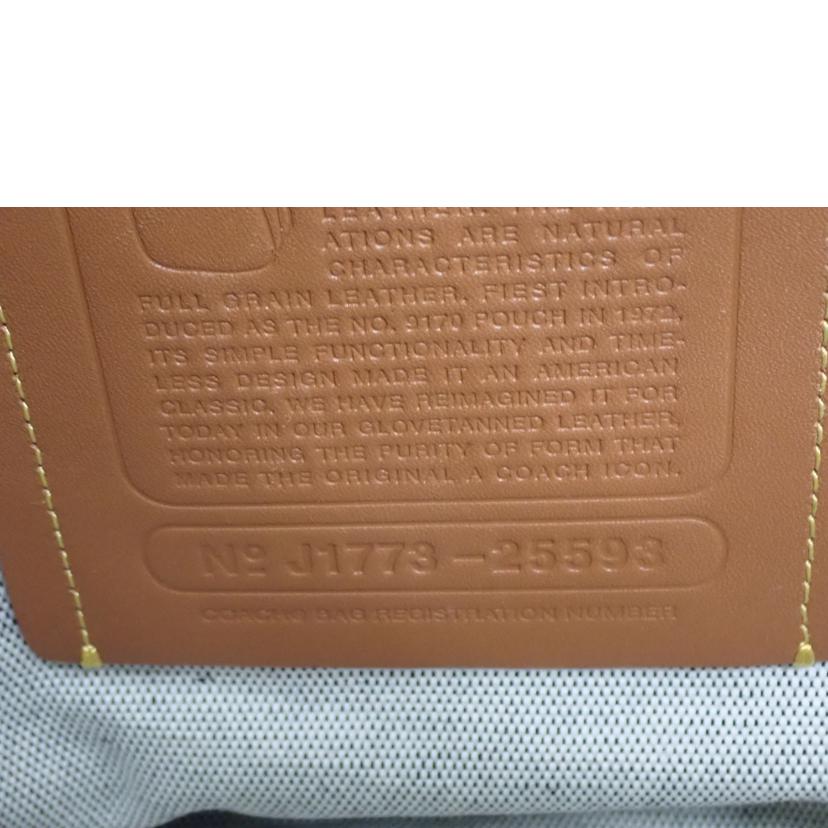 ATIONS ARE NATURAL
CHARACTERISTICS OF
FULL GRAIN LEATHER. FIRST INTRO-
DUCED AS THE NO. 9170 POUCH IN 1972,
ITS SIMPLE FUNCTIONALITY AND TIME-
LESS DESIGN MADE IT AN AMERICAN
CLASSIC. WE HAVE REIMAGINED IT FOR
TODAY IN OUR GLOVETANNED LEATHER,
HONORING THE PURITY OF FORM THAT
MADE THE ORIGINAL A COACH ICON.
Nº J1773-25593
COACH® BAG REGISTRATION NUMBER